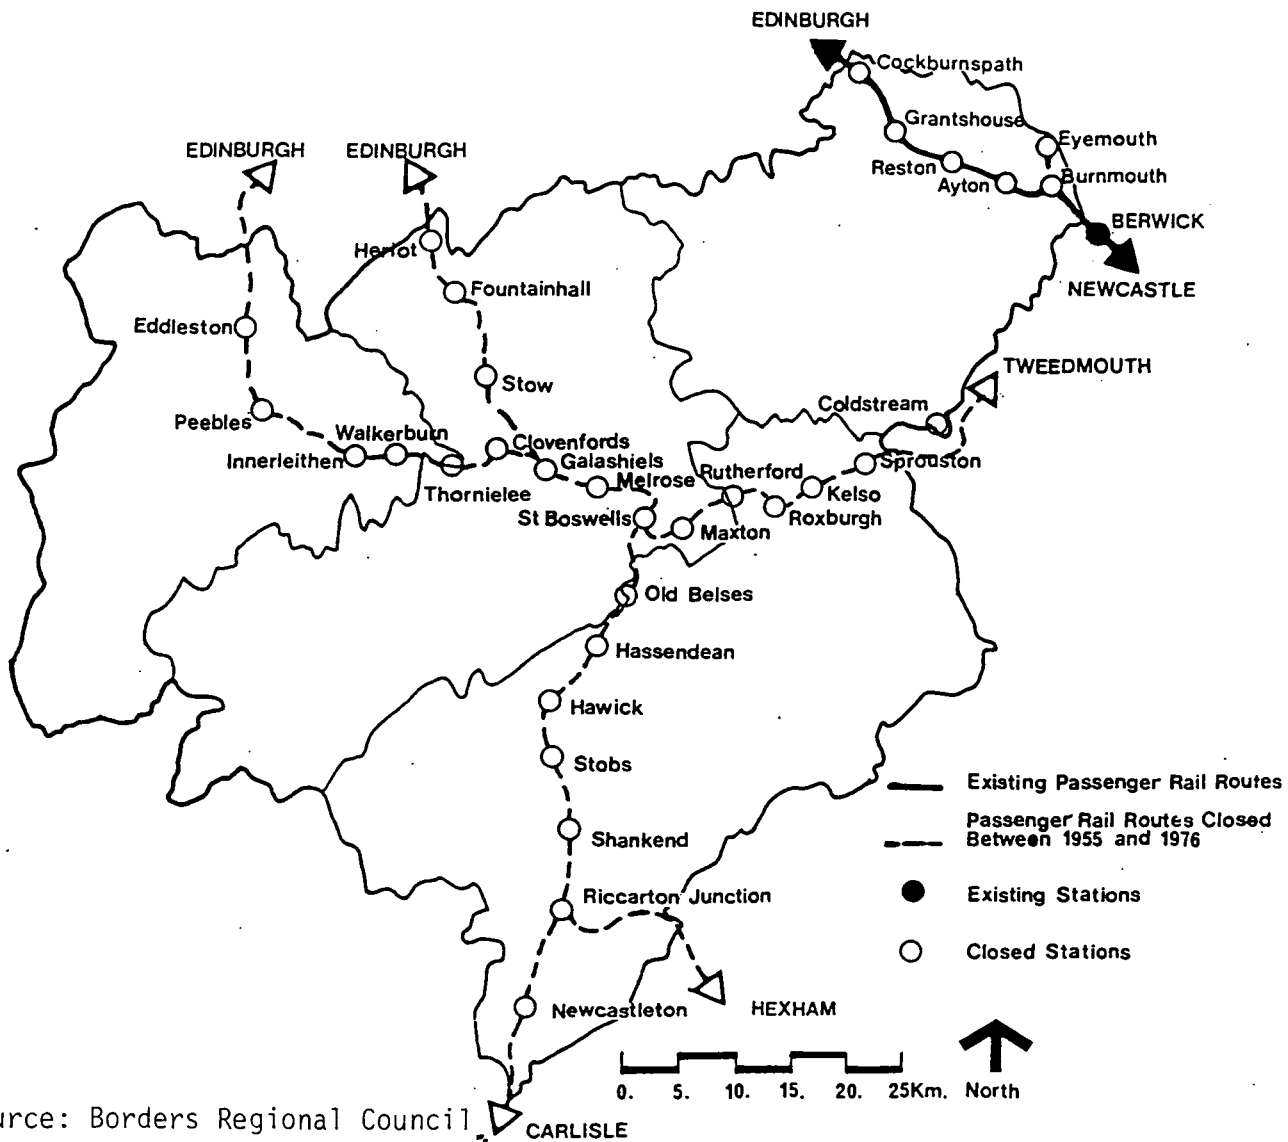 EDINBURGH
Cockburnspath
Grantshouse
Eyemouth
EDINBURGH
EDINBURGH
Reston
Burnmouth
Ayton
BERWICK
Heriot
Fountainhall
NEWCASTLE
Eddleston
TWEEDMOUTH
Stow
Coldstream
Peebles
Walkerburn
Clovenfords
Innerleithen
Galashiels
Sprouston
Rutherford
Melrose
Thornielee
Kelso
St Boswells
Roxburgh
Maxton
Old Belses
Hassendean
Hawick
Stobs
Existing Passenger Rail Routes
Passenger Rail Routes Closed
Between 1955 and 1976
Shankend
Riccarton Junction
Existing Stations
Closed Stations
Newcastleton
HEXHAM
0. 5. 10. 15. 20. 25Km. North
urce: Borders Regional Council
CARLISLE